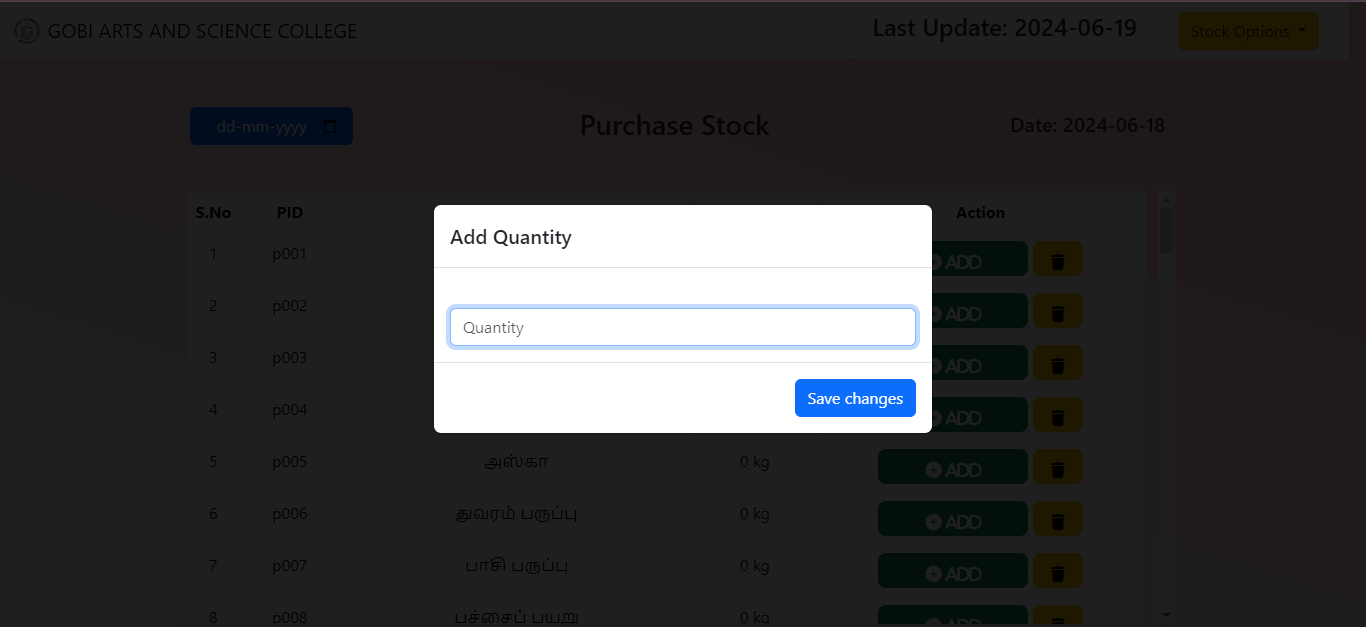 GOBI ARTS AND SCIENCE COLLEGE
Last Update: 2024-06-19
Stock Options
dd-mm-yyyy
Purchase Stock
Date: 2024-06-18
S.No PID Action
1 p001 ADD
2 p002 ADD
3 p003 ADD
4 p004 ADD
Add Quantity
Quantity
Save changes
5 p005 அஸ்கா 0 kg ADD
6 p006 துவரம் பருப்பு 0 kg ADD
7 p007 பாசி பருப்பு 0 kg ADD
8 p008 பச்சைப் பயறு 0 kg ADD